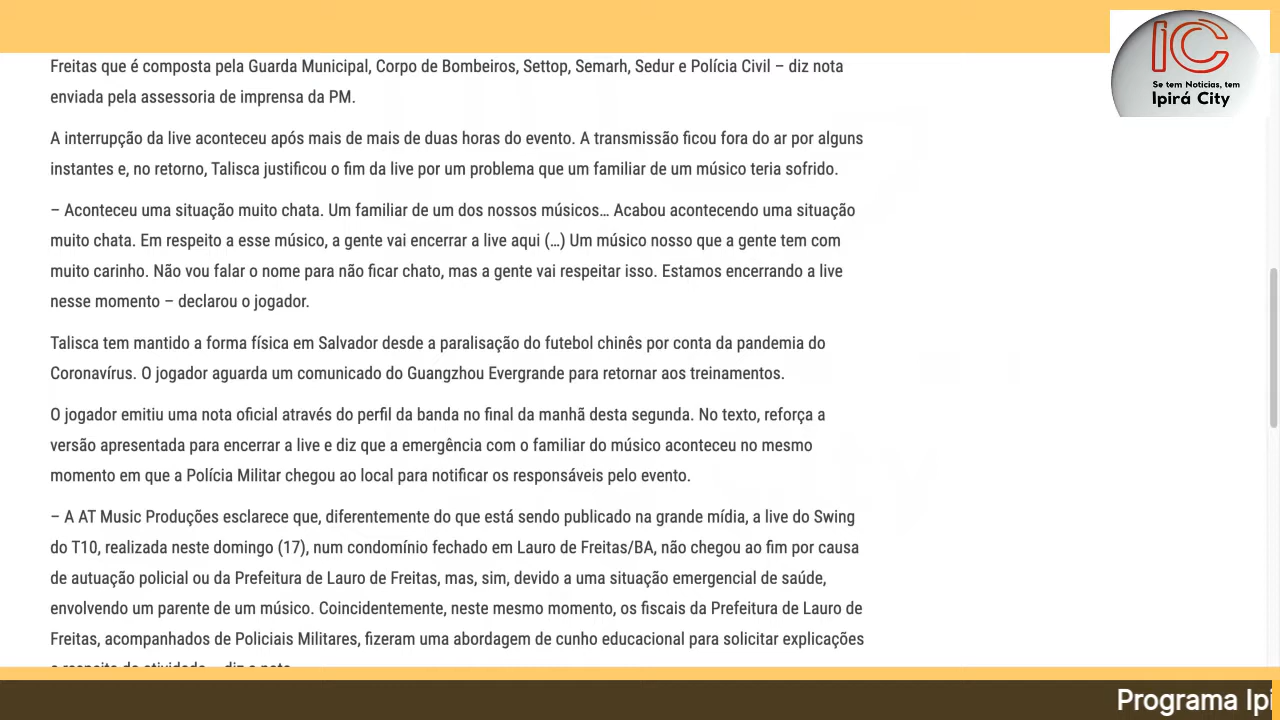 IC
Se tem Notícias, tem
Ipirá City
Freitas que é composta pela Guarda Municipal, Corpo de Bombeiros, Settop, Semarh, Sedur e Polícia Civil – diz nota
enviada pela assessoria de imprensa da PM.
A interrupção da live aconteceu após mais de mais de duas horas do evento. A transmissão ficou fora do ar por alguns
instantes e, no retorno, Talisca justificou o fim da live por um problema que um familiar de um músico teria sofrido.
– Aconteceu uma situação muito chata. Um familiar de um dos nossos músicos… Acabou acontecendo uma situação
muito chata. Em respeito a esse músico, a gente vai encerrar a live aqui (…) Um músico nosso que a gente tem com
muito carinho. Não vou falar o nome para não ficar chato, mas a gente vai respeitar isso. Estamos encerrando a live
nesse momento – declarou o jogador.
Talisca tem mantido a forma física em Salvador desde a paralisação do futebol chinês por conta da pandemia do
Coronavírus. O jogador aguarda um comunicado do Guangzhou Evergrande para retornar aos treinamentos.
O jogador emitiu uma nota oficial através do perfil da banda no final da manhã desta segunda. No texto, reforça a
versão apresentada para encerrar a live e diz que a emergência com o familiar do músico aconteceu no mesmo
momento em que a Polícia Militar chegou ao local para notificar os responsáveis pelo evento.
– A AT Music Produções esclarece que, diferentemente do que está sendo publicado na grande mídia, a live do Swing
do T10, realizada neste domingo (17), num condomínio fechado em Lauro de Freitas/BA, não chegou ao fim por causa
de autuação policial ou da Prefeitura de Lauro de Freitas, mas, sim, devido a uma situação emergencial de saúde,
envolvendo um parente de um músico. Coincidentemente, neste mesmo momento, os fiscais da Prefeitura de Lauro de
Freitas, acompanhados de Policiais Militares, fizeram uma abordagem de cunho educacional para solicitar explicações
Programa Ipi